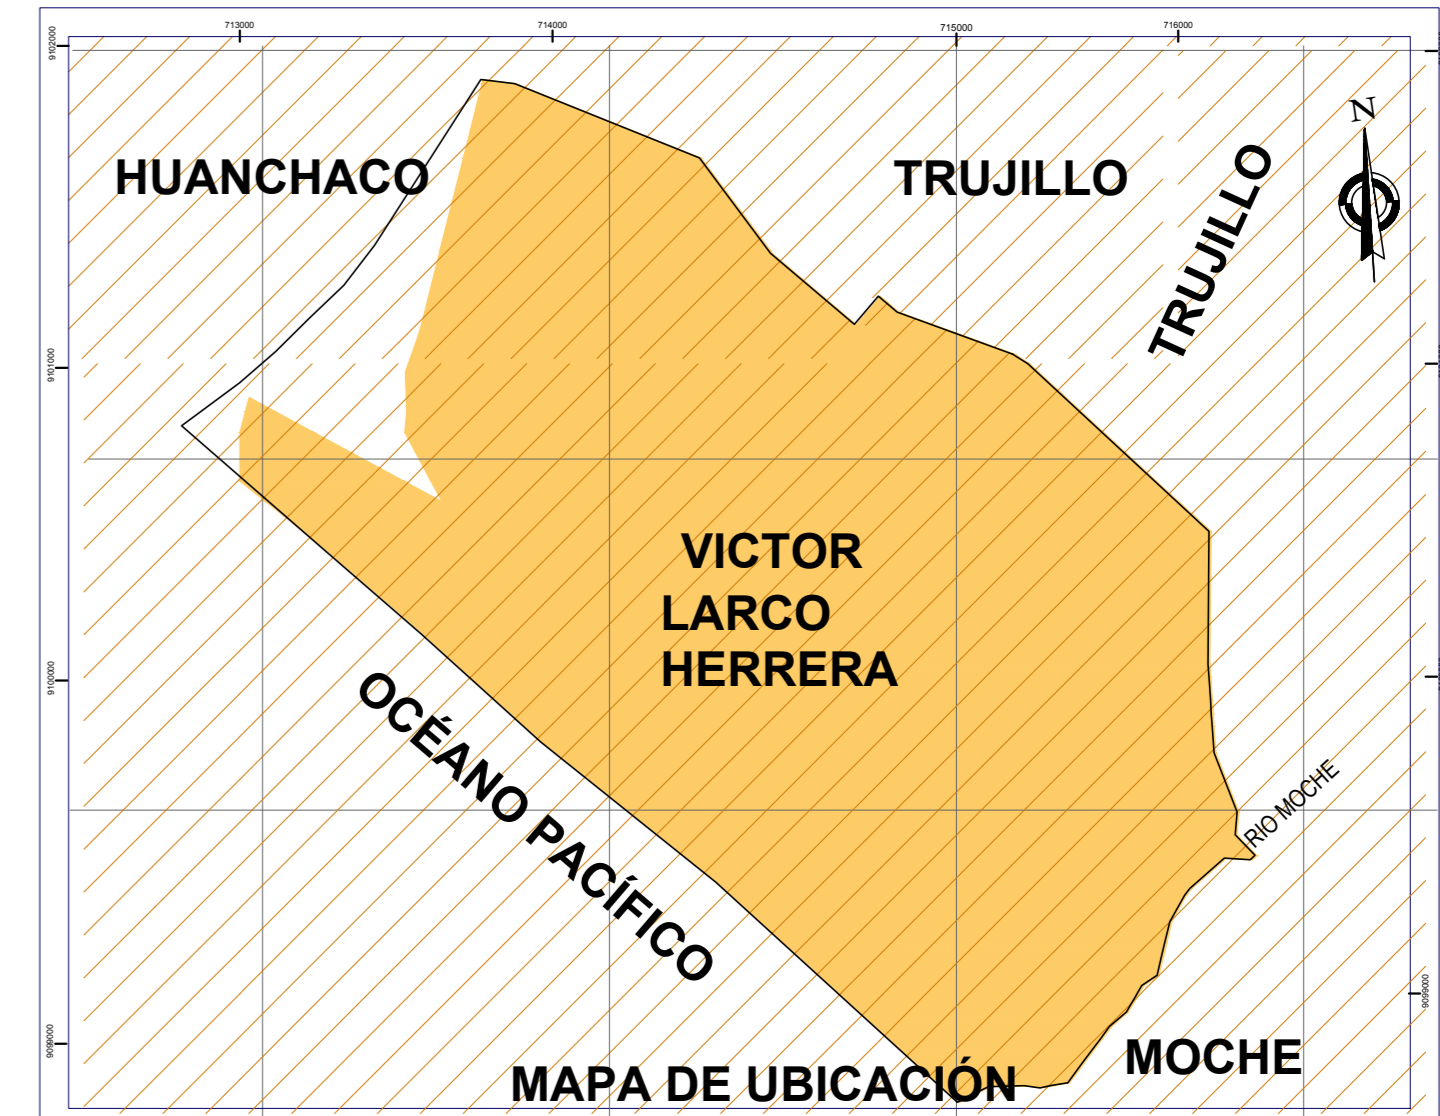 713000
714000
715000
716000
9102000
N
HUANCHACO
TRUJILLO
TRUJILLO
9101000
VICTOR
LARCO
HERRERA
9100000
OCÉANO PACÍFICO
RIO MOCHE
9099000
MOCHE
MAPA DE UBICACIÓN